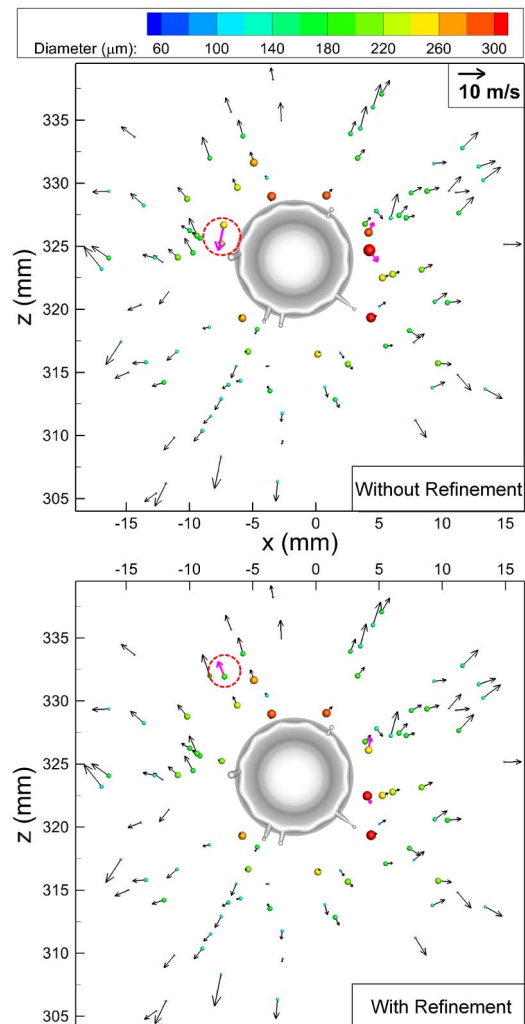 Diameter (μm): 60 100 140 180 220 260 300
10 m/s
335
330
325
320
315
310
305
z (mm)
Without Refinement
-15 -10 -5 0 5 10 15
x (mm)
-15 -10 -5 0 5 10 15
335
330
325
320
315
310
305
z (mm)
With Refinement